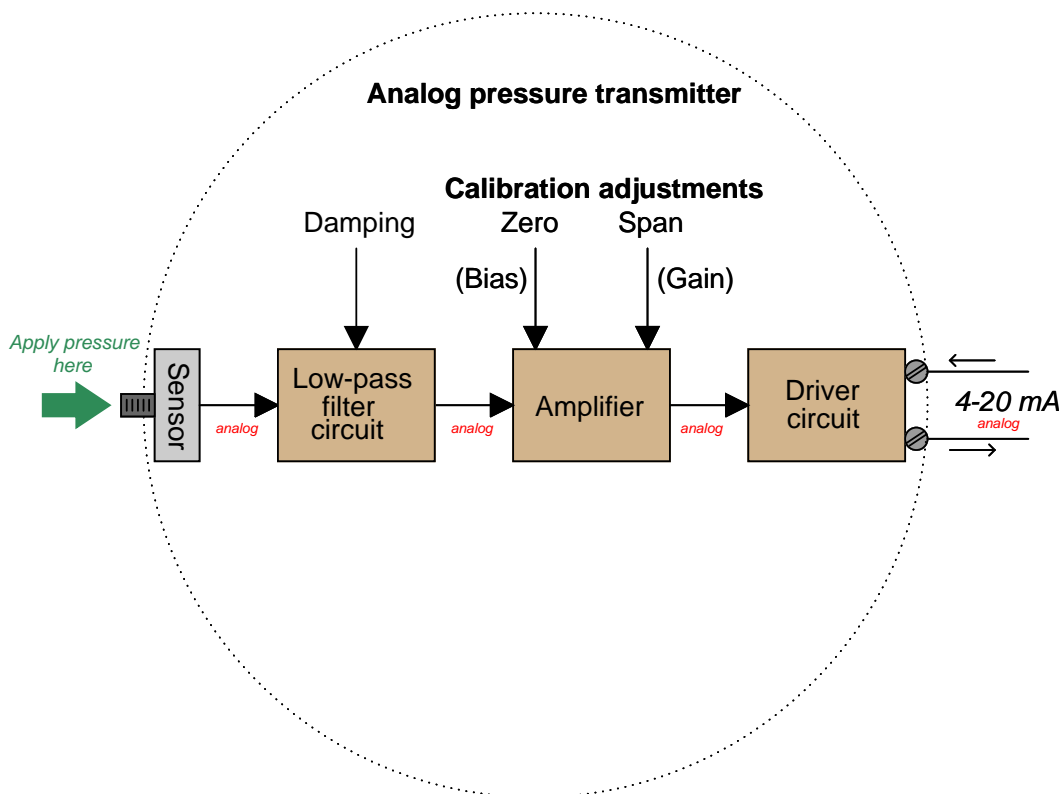 Analog pressure transmitter
Calibration adjustments
Damping
Zero
Span
(Bias)
(Gain)
Apply pressure
here
Sensor
analog
Low-pass
filter
circuit
analog
Amplifier
analog
Driver
circuit
4-20 mA
analog